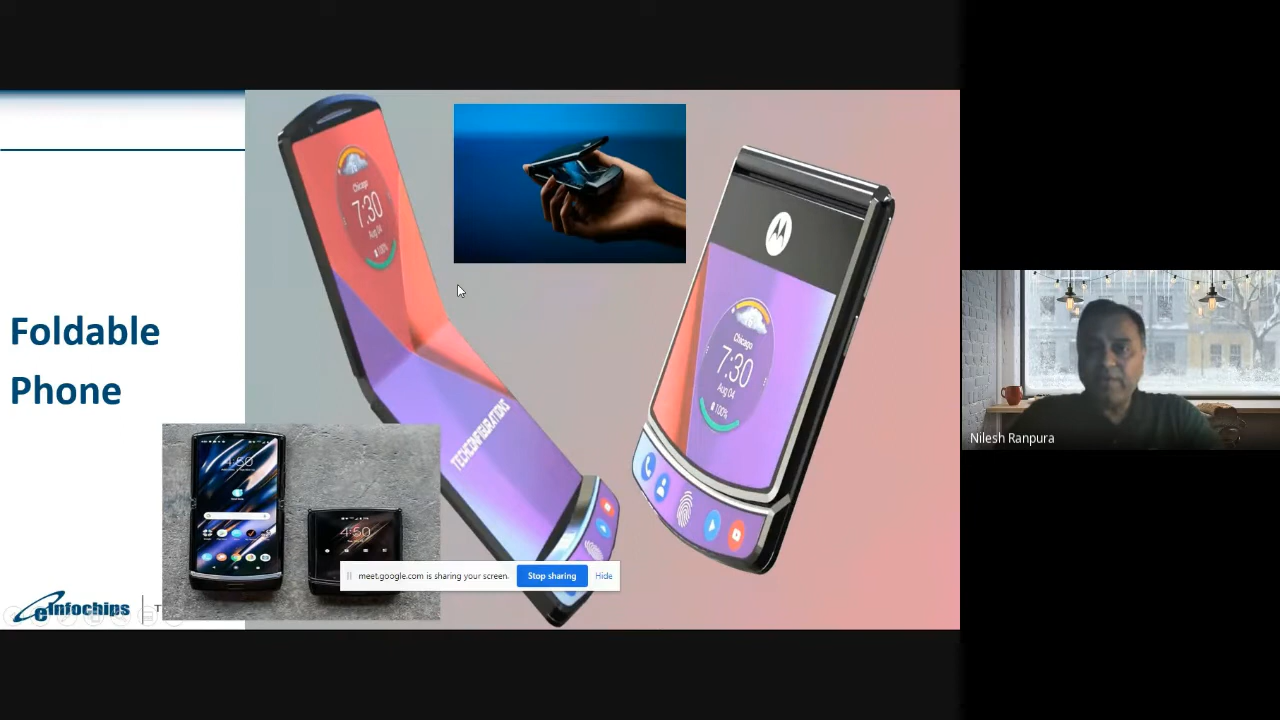 Foldable
Phone
eInfochips
T
Chicago
7:30
Aug 04
100%
TECHCONFIGURATIONS
Chicago
7:30
Aug 04
100%
4:50
4:50
meet.google.com is sharing your screen.
Stop sharing
Hide
Nilesh Ranpura